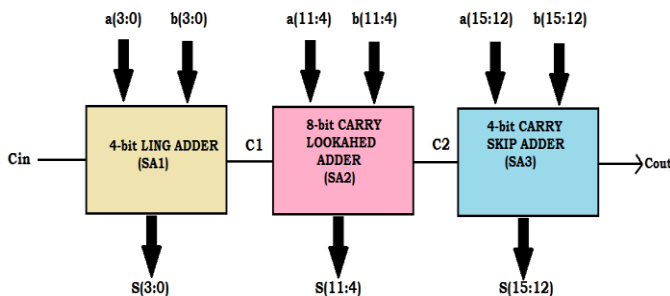 a(3:0) b(3:0) a(11:4) b(11:4) a(15:12) b(15:12)
Cin
4-bit LING ADDER
(SA1)
C1
8-bit CARRY
LOOKAHED
ADDER
(SA2)
C2
4-bit CARRY
SKIP ADDER
(SA3)
Cout
S(3:0) S(11:4) S(15:12)